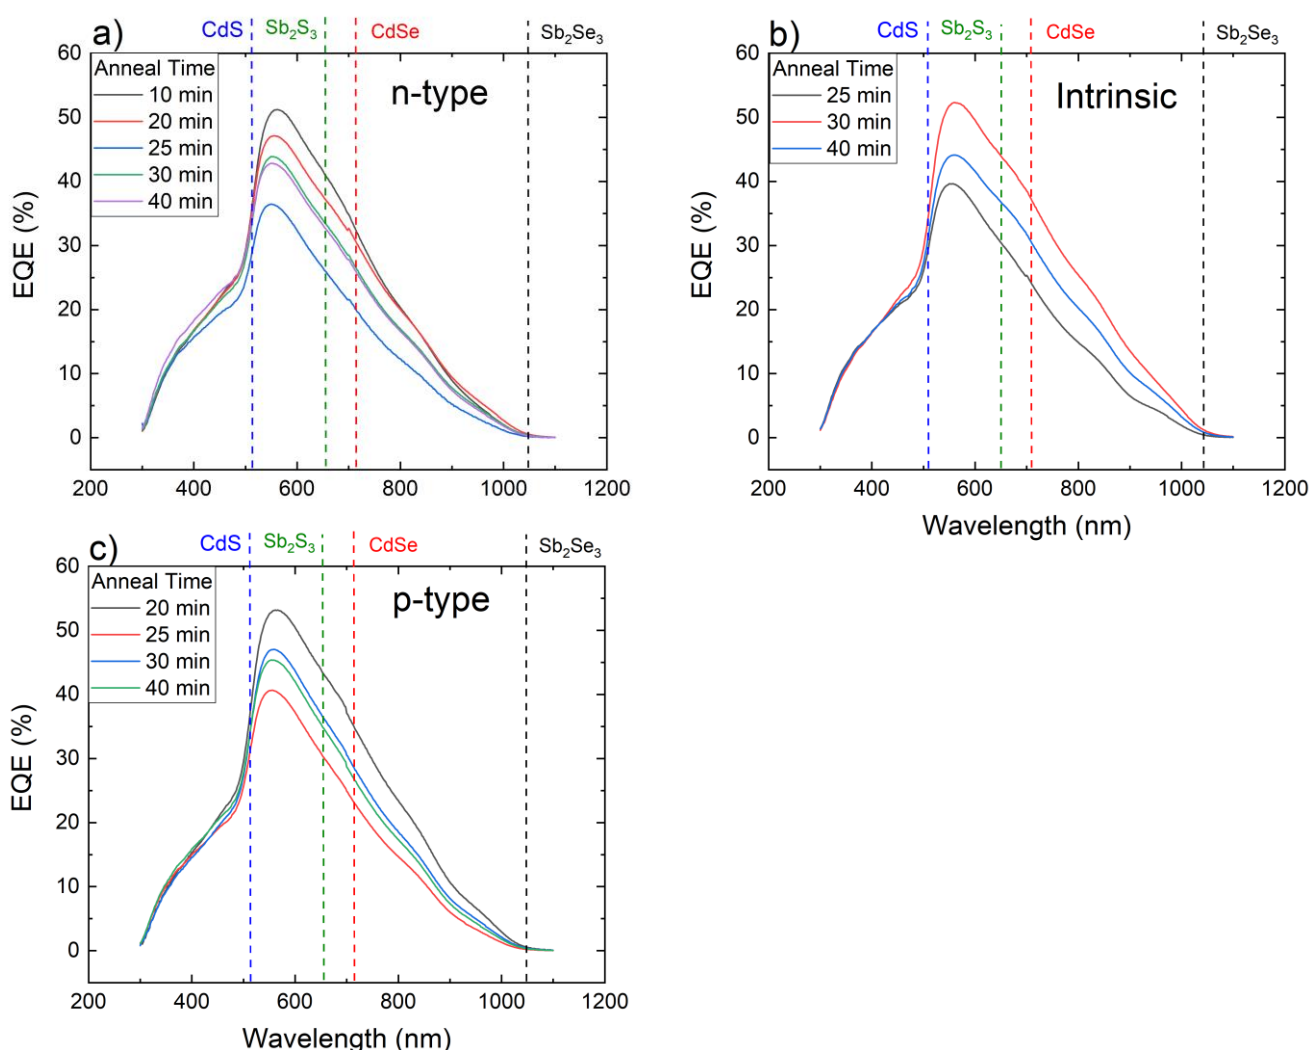 a)
CdS
Sb₂S₃
CdSe
Sb₂Se₃
n-type
Anneal Time
10 min
20 min
25 min
30 min
40 min
EQE (%)
60
50
40
30
20
10
0
200
400
600
800
1000
1200
b)
CdS
Sb₂S₃
CdSe
Sb₂Se₃
Intrinsic
Anneal Time
25 min
30 min
40 min
EQE (%)
60
50
40
30
20
10
0
200
400
600
800
1000
1200
Wavelength (nm)
c)
CdS
Sb₂S₃
CdSe
Sb₂Se₃
p-type
Anneal Time
20 min
25 min
30 min
40 min
EQE (%)
60
50
40
30
20
10
0
200
400
600
800
1000
1200
Wavelength (nm)